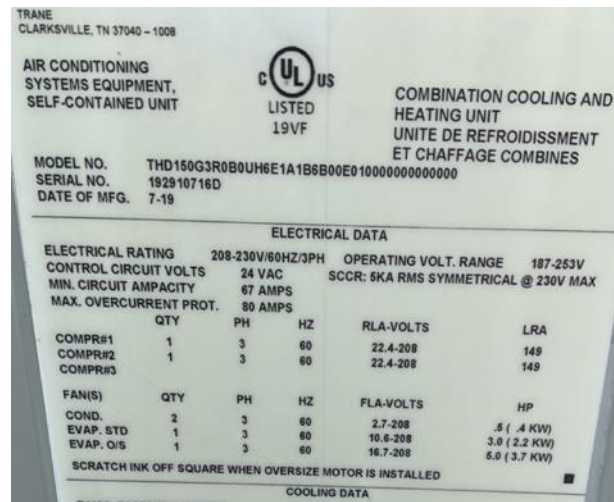 TRANE
CLARKSVILLE, TN 37040 – 1008
AIR CONDITIONING
SYSTEMS EQUIPMENT,
SELF-CONTAINED UNIT
C UL US
LISTED
19VF
COMBINATION COOLING AND
HEATING UNIT
UNITE DE REFROIDISSMENT
ET CHAFFAGE COMBINES
MODEL NO. THD150G3R0B0UH6E1A1B6B00E010000000000000
SERIAL NO. 192910716D
DATE OF MFG. 7-19
ELECTRICAL DATA
ELECTRICAL RATING 208-230V/60HZ/3PH OPERATING VOLT. RANGE 187-253V
CONTROL CIRCUIT VOLTS 24 VAC SCCR: 5KA RMS SYMMETRICAL @ 230V MAX
MIN. CIRCUIT AMPACITY 67 AMPS
MAX. OVERCURRENT PROT. 80 AMPS
QTY PH HZ RLA-VOLTS LRA
COMPR#1 1 3 60 22.4-208 149
COMPR#2 1 3 60 22.4-208 149
COMPR#3
FAN(S) QTY PH HZ FLA-VOLTS HP
COND. 2 3 60 2.7-208 .5 ( .4 KW)
EVAP. STD 1 3 60 10.6-208 3.0 (2.2 KW)
EVAP. O/S 1 3 60 16.7-208 5.0 (3.7 KW)
SCRATCH INK OFF SQUARE WHEN OVERSIZE MOTOR IS INSTALLED
COOLING DATA